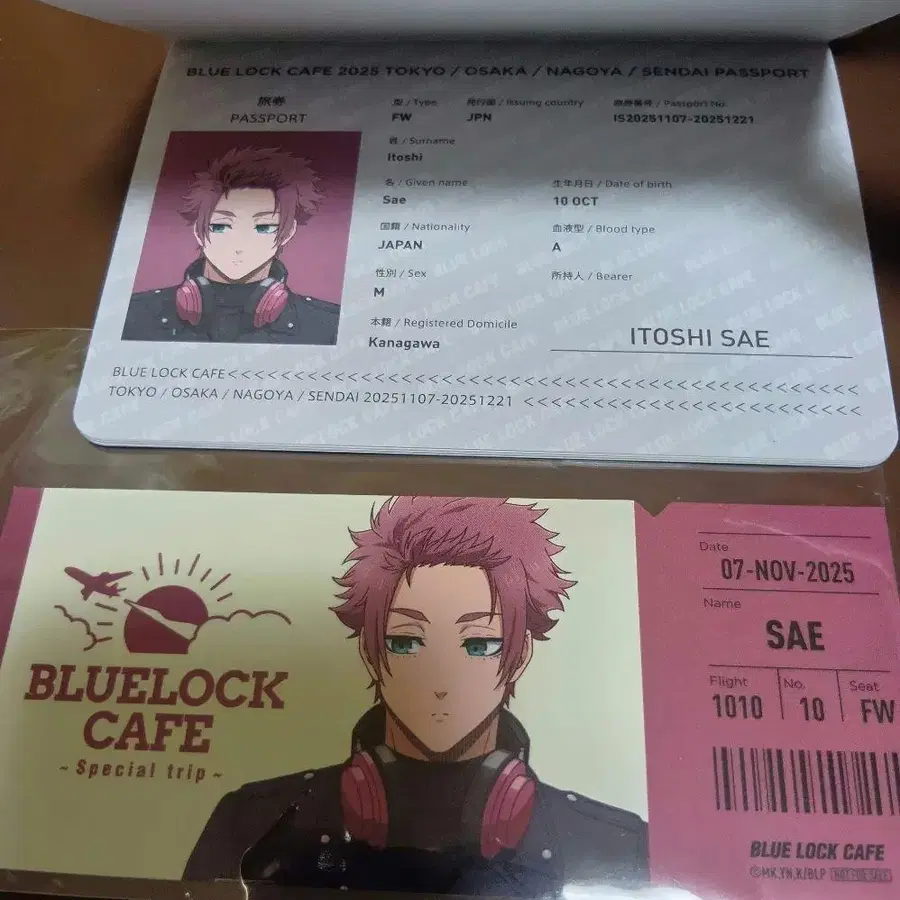 BLUE LOCK CAFE 2025 TOKYO / OSAKA / NAGOYA / SENDAI PASSPORT
旅券
PASSPORT
型 / Type
発行国 / Issuing country
旅券番号 / Passport No.
FW
JPN
IS20251107-20251221
姓 / Surname
Itoshi
名 / Given name
生年月日 / Date of birth
Sae
10 OCT
国籍 / Nationality
血液型 / Blood type
JAPAN
A
性別 / Sex
所持人 / Bearer
M
本籍 / Registered Domicile
Kanagawa
ITOSHI SAE
BLUE LOCK CAFE<<<<<<<<<<<<<<<<<<<<<<<<<<<<<<<<<<<<<<<<<<
TOKYO / OSAKA / NAGOYA / SENDAI 20251107-20251221 <<<<<<<<<<<<<<<<<<<<<<
BLUELOCK
CAFE
~ Special trip ~
Date
07-NOV-2025
Name
SAE
Flight
No.
Seat
1010
10
FW
BLUE LOCK CAFE
©MK,YN,K/BLP NOT FOR SALE